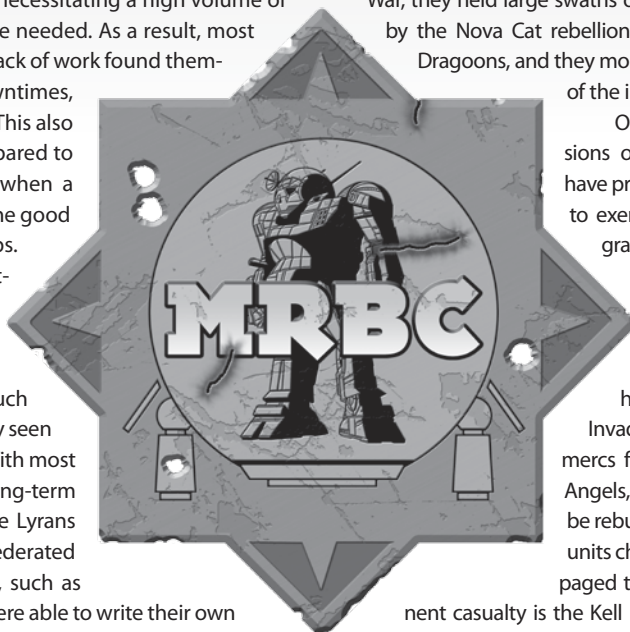 necessitating a high volume of
e needed. As a result, most
ack of work found them-
wntimes,
This also
pared to
when a
ne good
os.
t-
uch
y seen
ith most
ng-term
e Lyrans
ederated
, such as
ere able to write their own
MRBC
War, they held large swaths o
by the Nova Cat rebellion
Dragoons, and they mo
of the i
O
sions o
have pr
to exer
gra
h
Invad
mercs f
Angels,
be rebu
units ch
paged t
nent casualty is the Kell